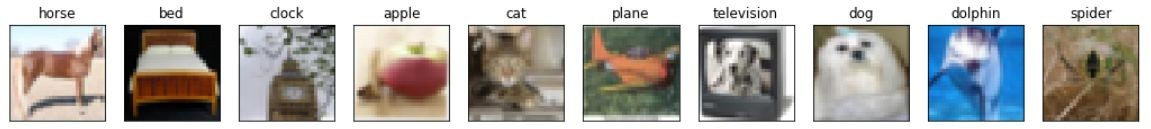 horse bed clock apple cat plane television dog dolphin spider